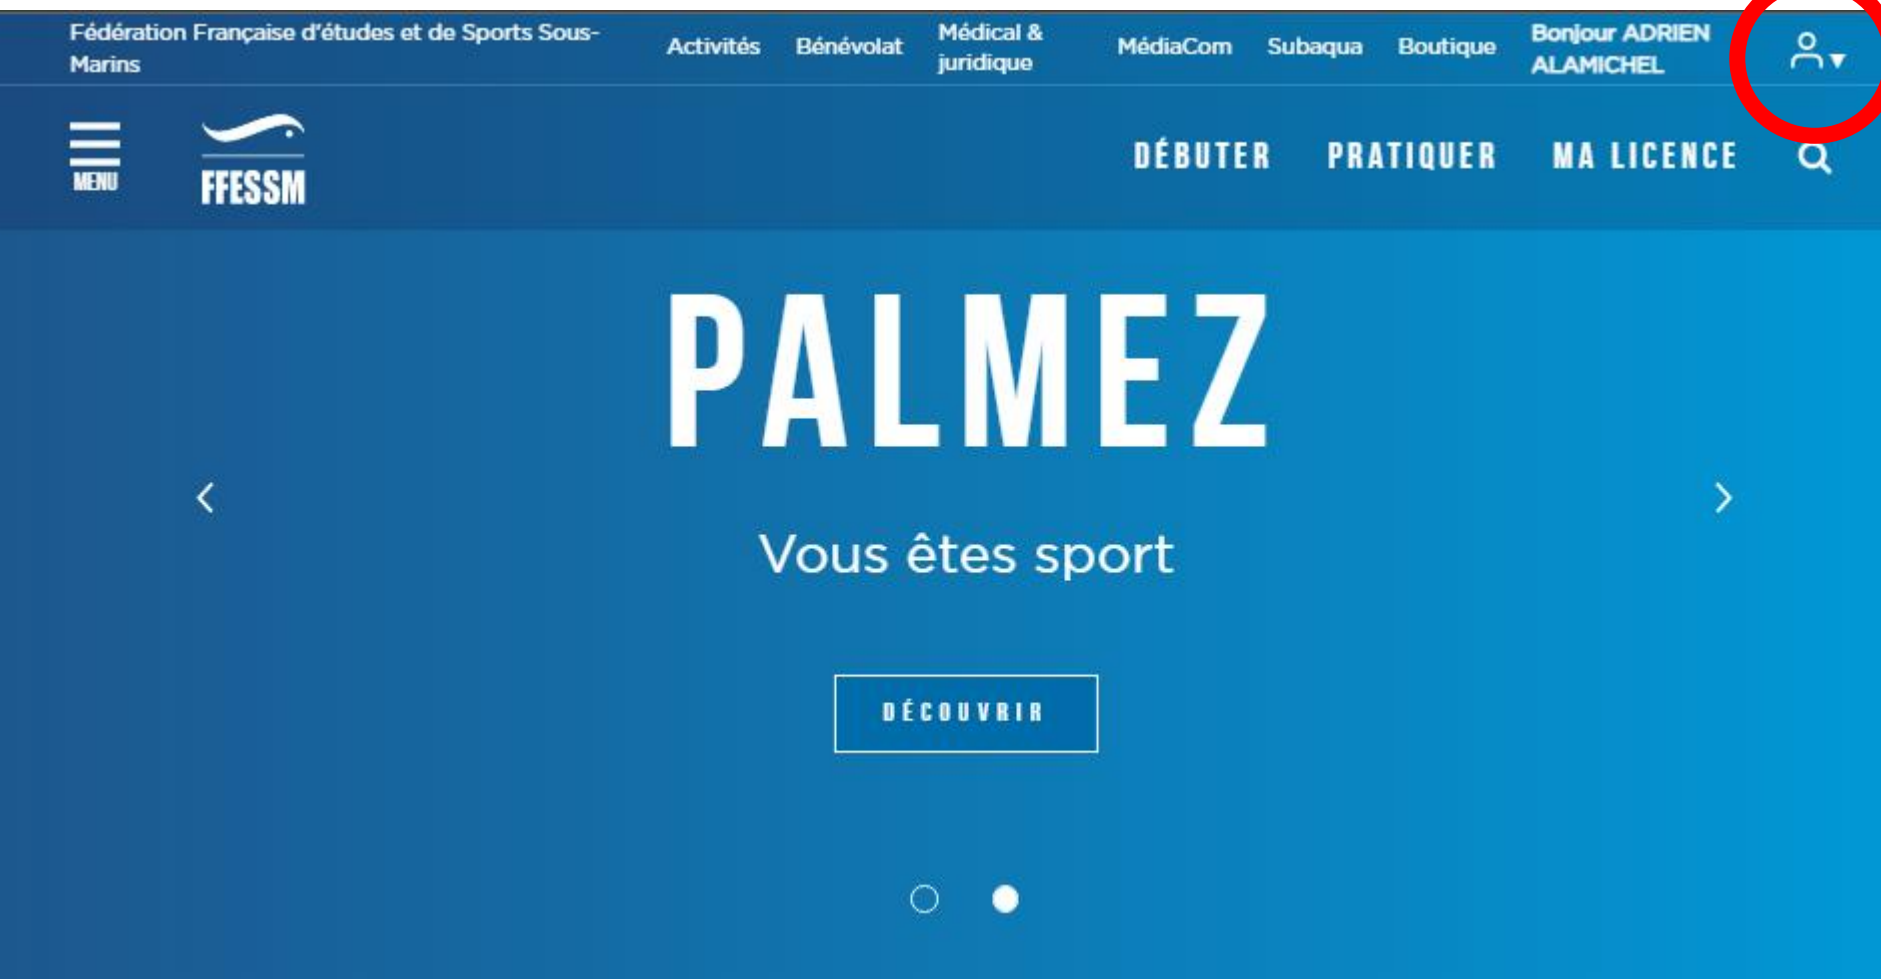 Fédération Française d'études et de Sports Sous-
Marins
Activités
Bénévolat
Médical &
juridique
MédiaCom
Subaqua
Boutique
Bonjour ADRIEN
ALAMICHEL
MENU
FFESSM
DÉBUTER
PRATIQUER
MA LICENCE
PALMEZ
Vous êtes sport
DÉCOUVRIR